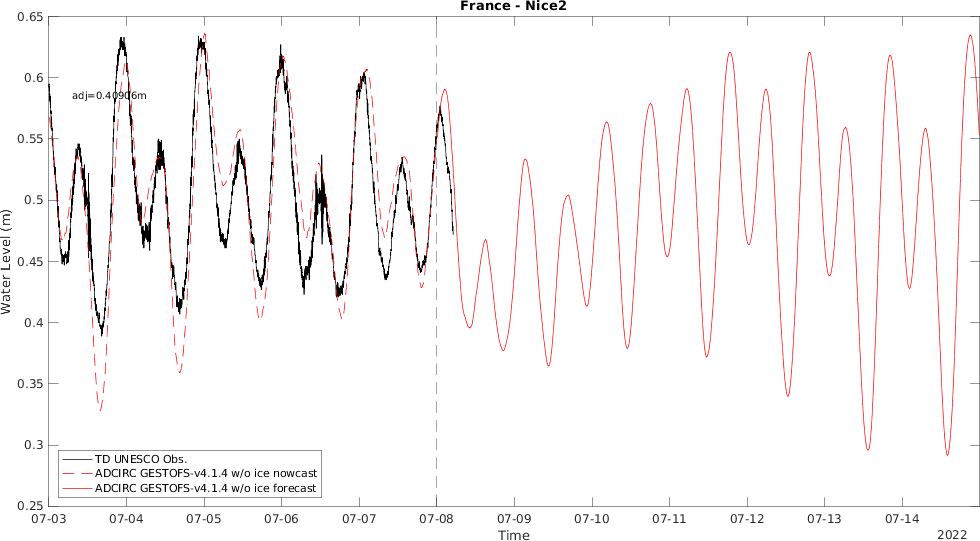 France - Nice2
0.65
0.6
0.55
0.5
0.45
0.4
0.35
0.3
0.25
Water Level (m)
adj=0.40906m
TD UNESCO Obs.
ADCIRC GESTOFS-v4.1.4 w/o ice nowcast
ADCIRC GESTOFS-v4.1.4 w/o ice forecast
07-03 07-04 07-05 07-06 07-07 07-08 07-09 07-10 07-11 07-12 07-13 07-14
Time
2022